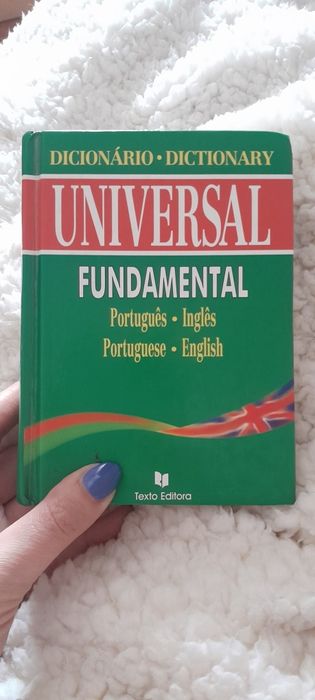 DICIONÁRIO • DICTIONARY
UNIVERSAL
FUNDAMENTAL
Português • Inglês
Portuguese • English
Texto Editora